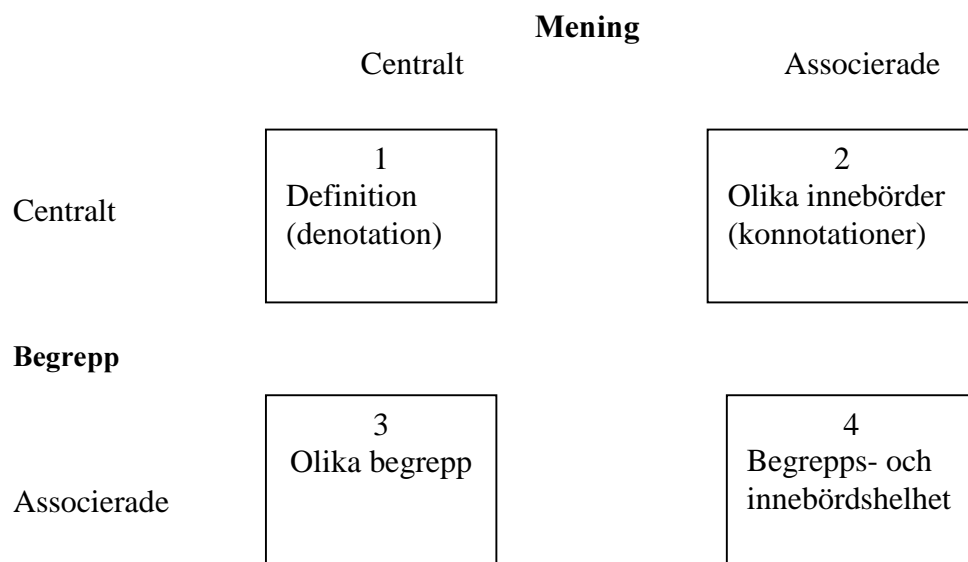 Mening
Centralt Associerade
1 2
Definition Olika innebörder
Centralt
(denotation) (konnotationer)
Begrepp
3 4
Olika begrepp Begrepps- och
Associerade innebördshelhet